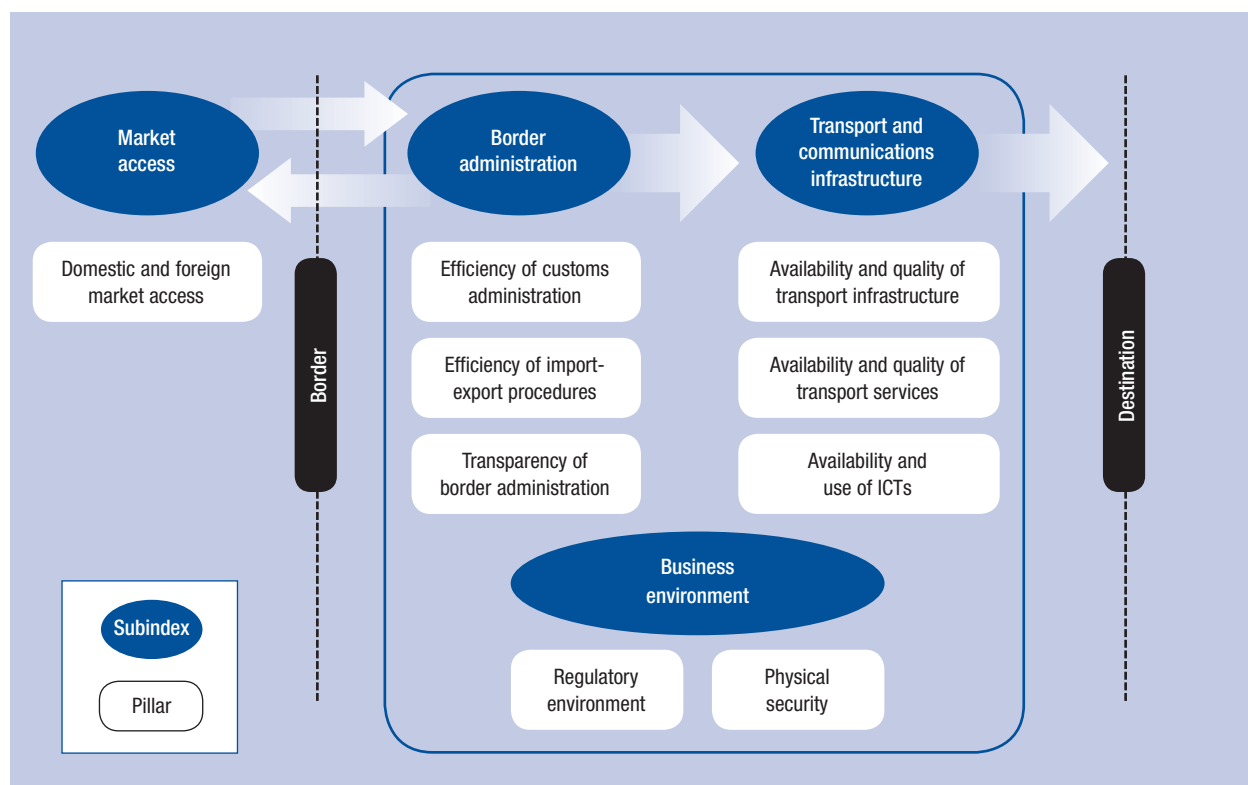 Market
access
Border
administration
Transport and
communications
infrastructure
Domestic and foreign
market access
Efficiency of customs
administration
Availability and quality of
transport infrastructure
Border
Efficiency of import-
export procedures
Availability and quality of
transport services
Destination
Transparency of
border administration
Availability and
use of ICTs
Business
environment
Regulatory
environment
Physical
security
Subindex
Pillar